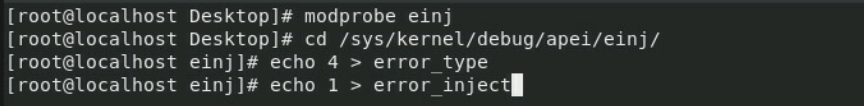 [root@localhost Desktop]# modprobe einj
[root@localhost Desktop]# cd /sys/kernel/debug/apei/einj/
[root@localhost einj]# echo 4 > error_type
[root@localhost einj]# echo 1 > error_inject